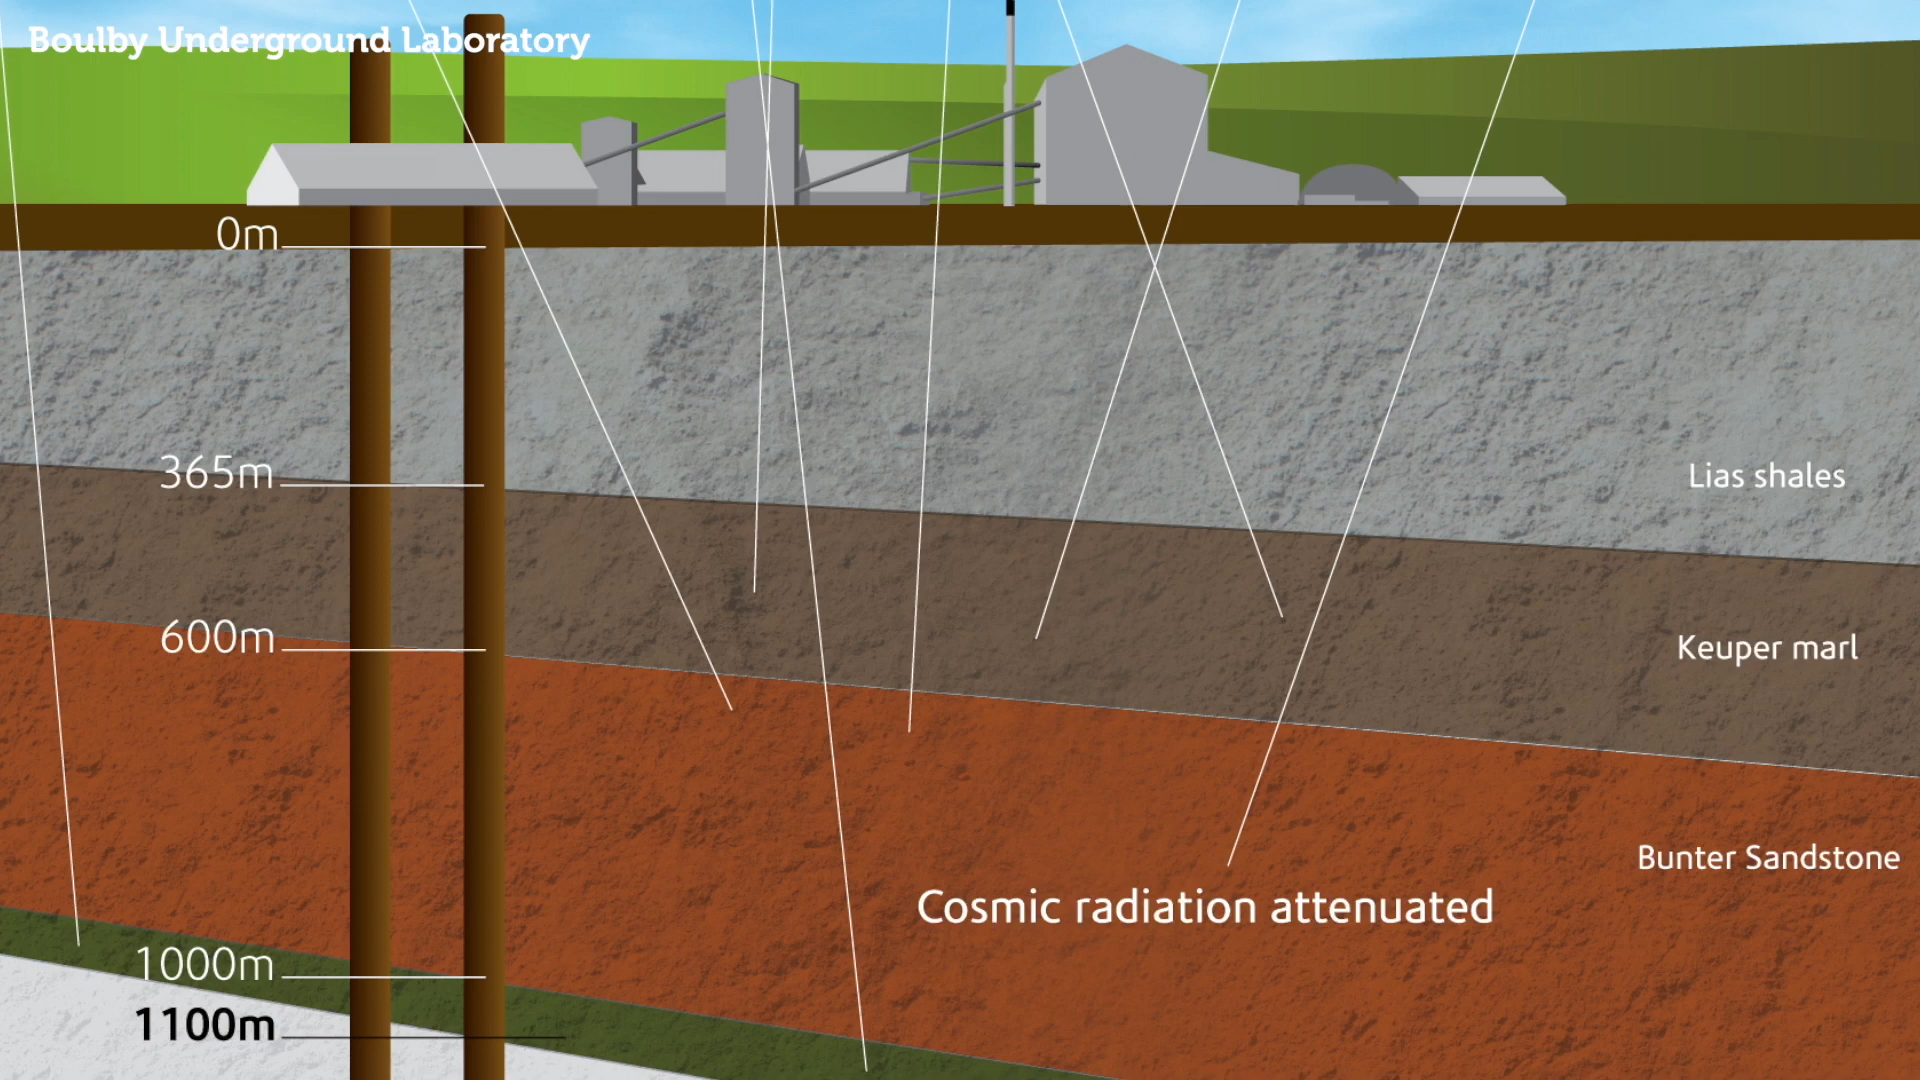 Boulby Underground Laboratory
0m
365m
Lias shales
600m
Keuper marl
Bunter Sandstone
Cosmic radiation attenuated
1000m
1100m